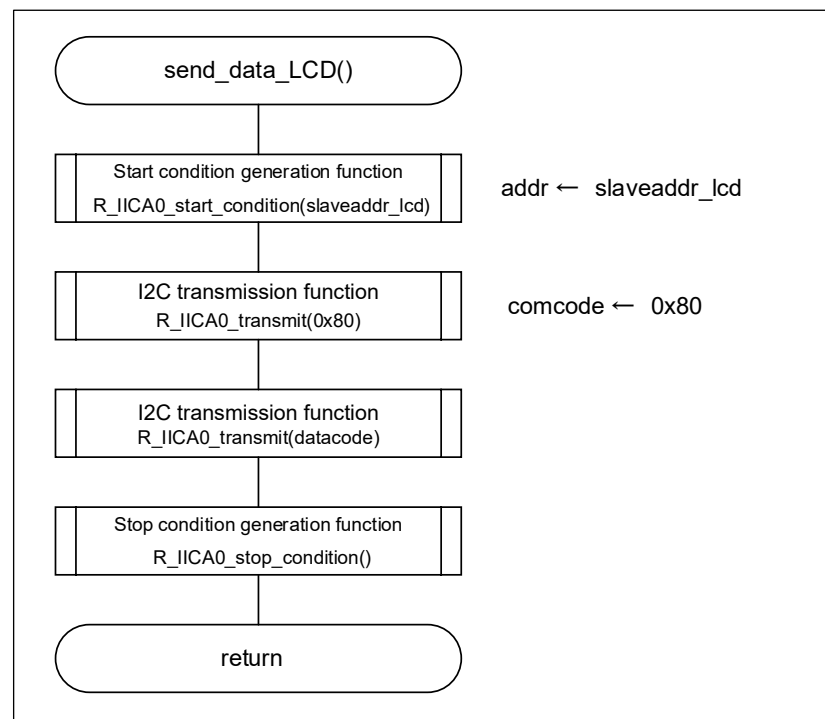 send_data_LCD()
Start condition generation function
R_IICA0_start_condition(slaveaddr_lcd)
addr ← slaveaddr_lcd
I2C transmission function
R_IICA0_transmit(0x80)
comcode ← 0x80
I2C transmission function
R_IICA0_transmit(datacode)
Stop condition generation function
R_IICA0_stop_condition()
return